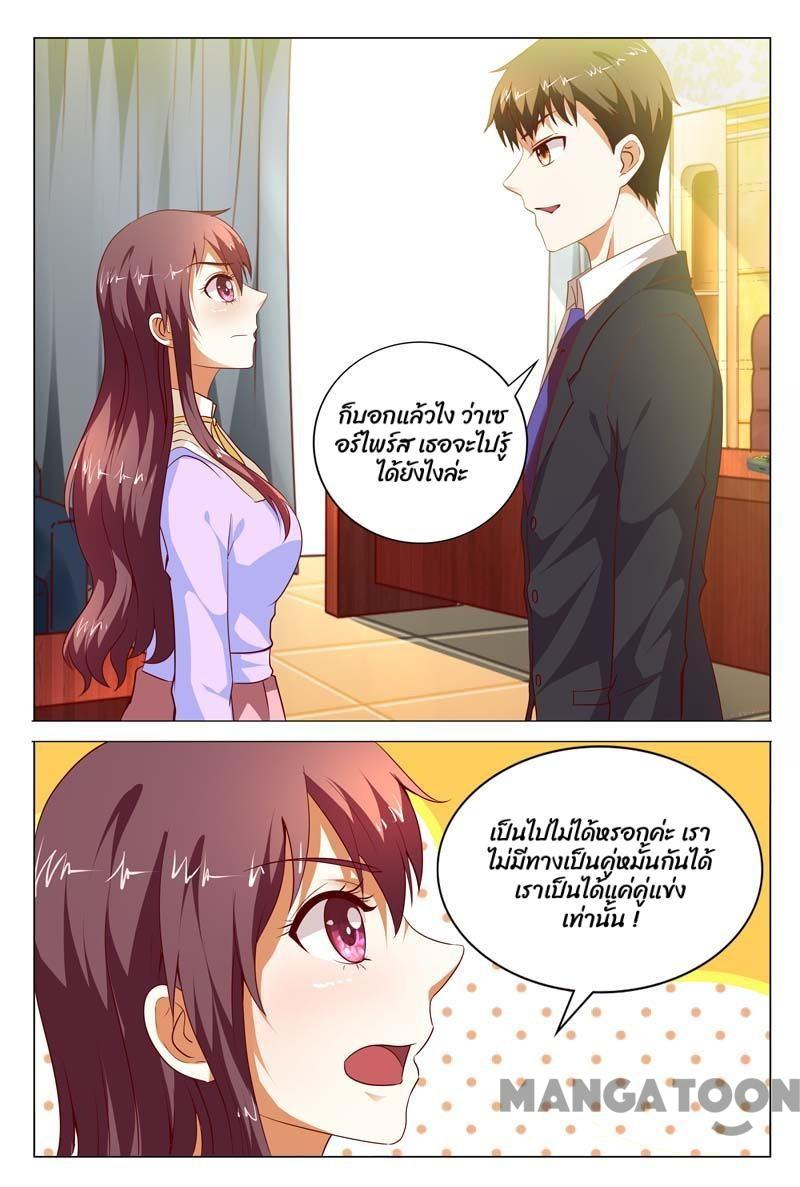 ก็บอกแล้วไง ว่าเซ
อร์ไพร์ส เธอจะไปรู้
ได้ยังไงล่ะ
เป็นไปไม่ได้หรอกค่ะ เรา
ไม่มีทางเป็นคู่หมั้นกันได้
เราเป็นได้แค่คู่แข่ง
เท่านั้น !
MANGATOON